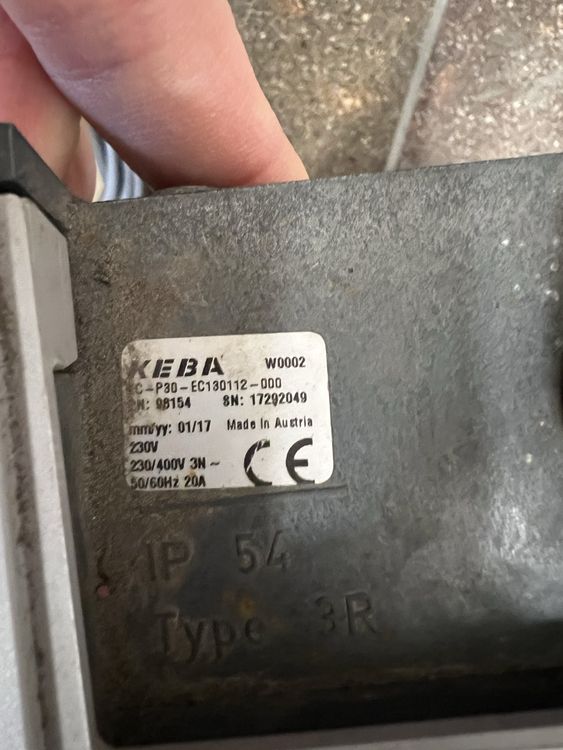 KEBA W0002
C-P30-EC130112-000
N: 98154 SN: 17292049
mm/yy: 01/17 Made in Austria
230V
230/400V 3N~
50/60Hz 20A
CE
IP 54
Type 3R